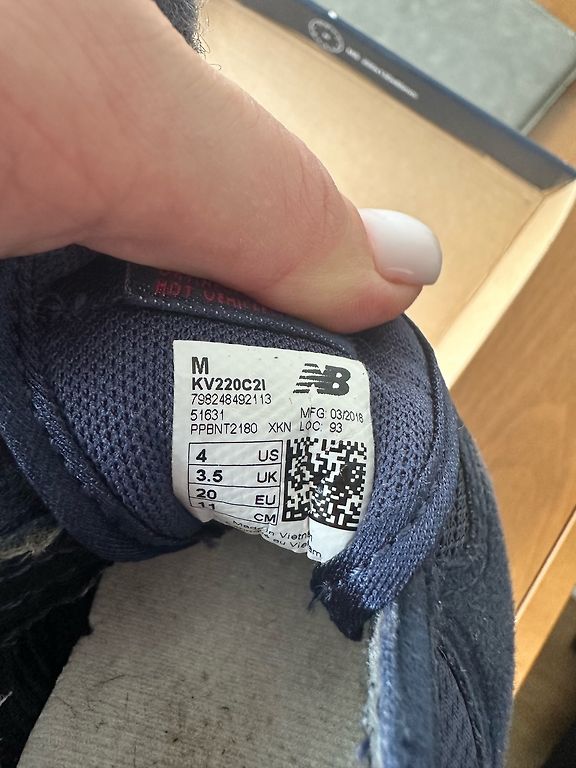 M
NB
KV220C2I
798248492113
51631 MFG: 03/2018
PPBNT2180 XKN LOC: 93
4 US
3.5 UK
20 EU
11 CM
Made in Vietnam